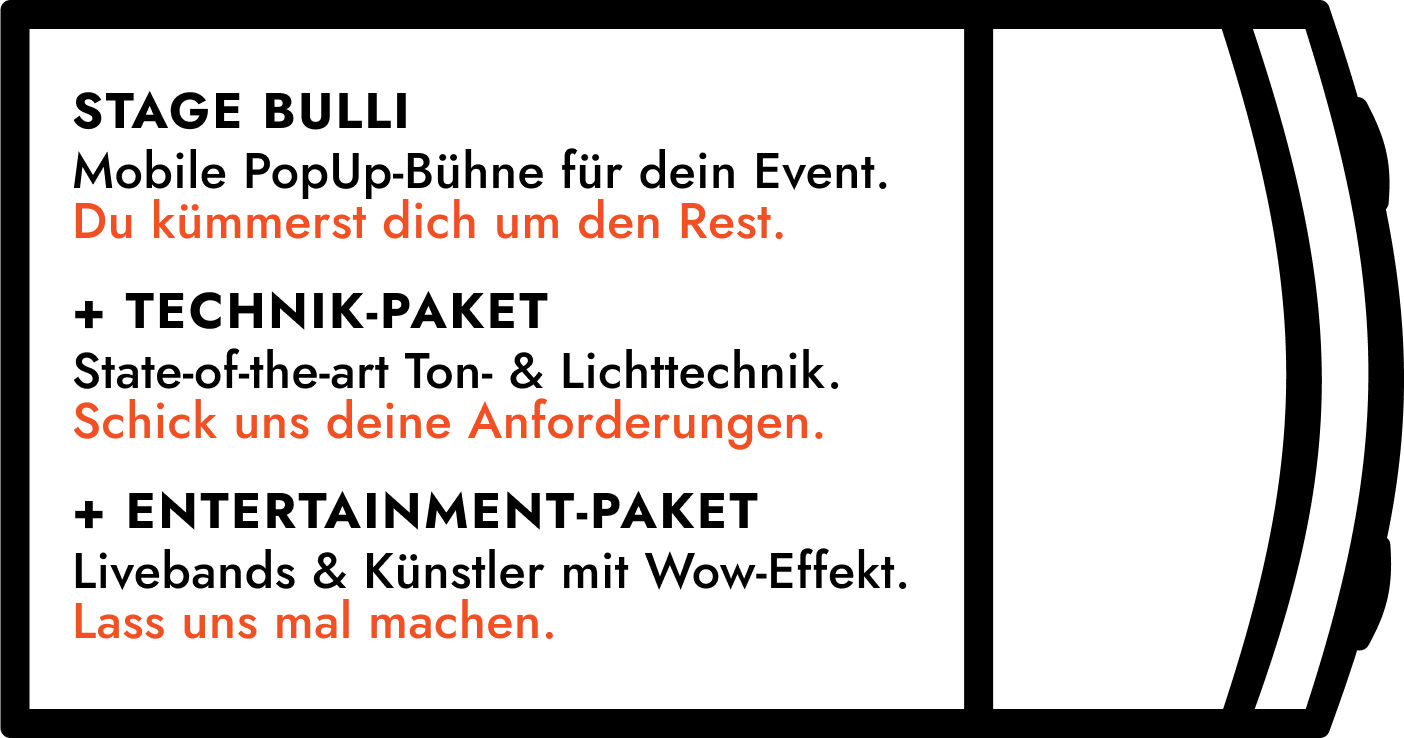 STAGE BULLI
Mobile PopUp-Bühne für dein Event.
Du kümmerst dich um den Rest.
+ TECHNIK-PAKET
State-of-the-art Ton- & Lichttechnik.
Schick uns deine Anforderungen.
+ ENTERTAINMENT-PAKET
Livebands & Künstler mit Wow-Effekt.
Lass uns mal machen.